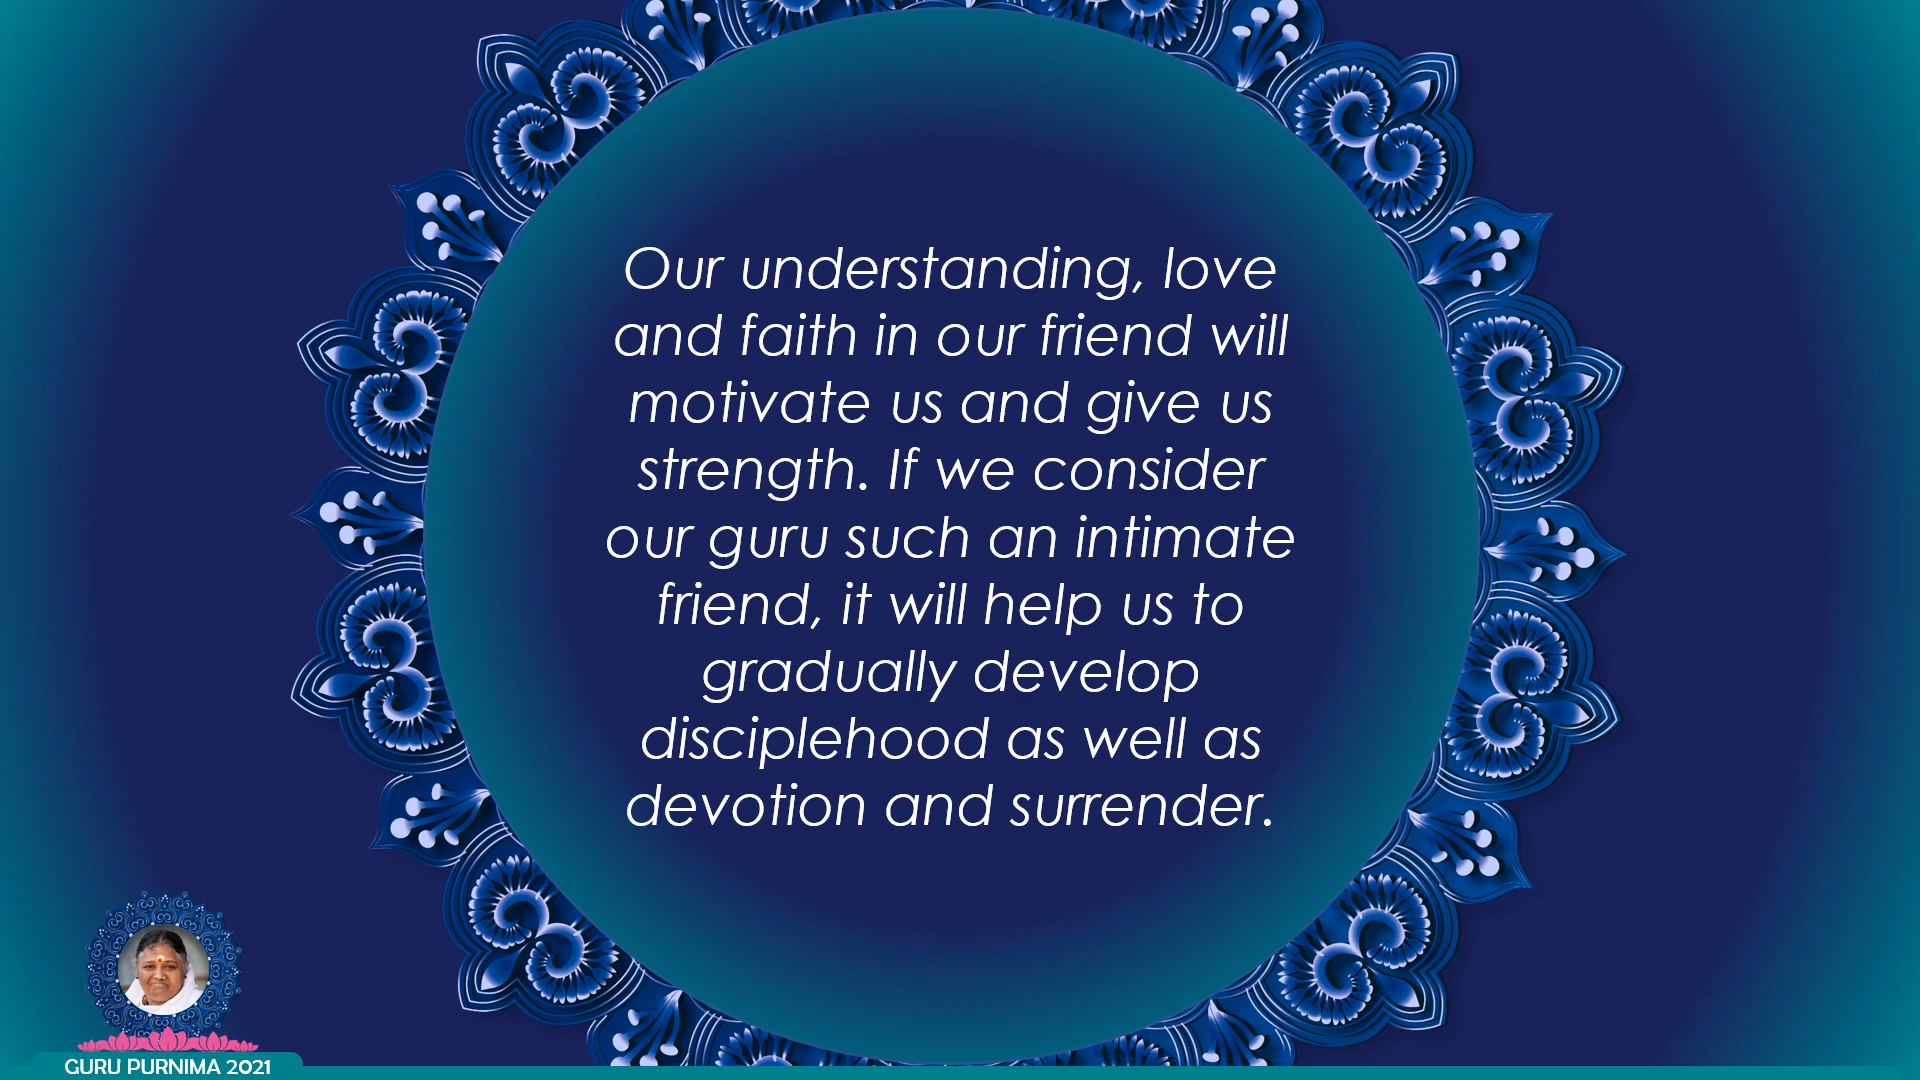 Our understanding, love
and faith in our friend will
motivate us and give us
strength. If we consider
our guru such an intimate
friend, it will help us to
gradually develop
disciplehood as well as
devotion and surrender.
GURU PURNIMA 2021